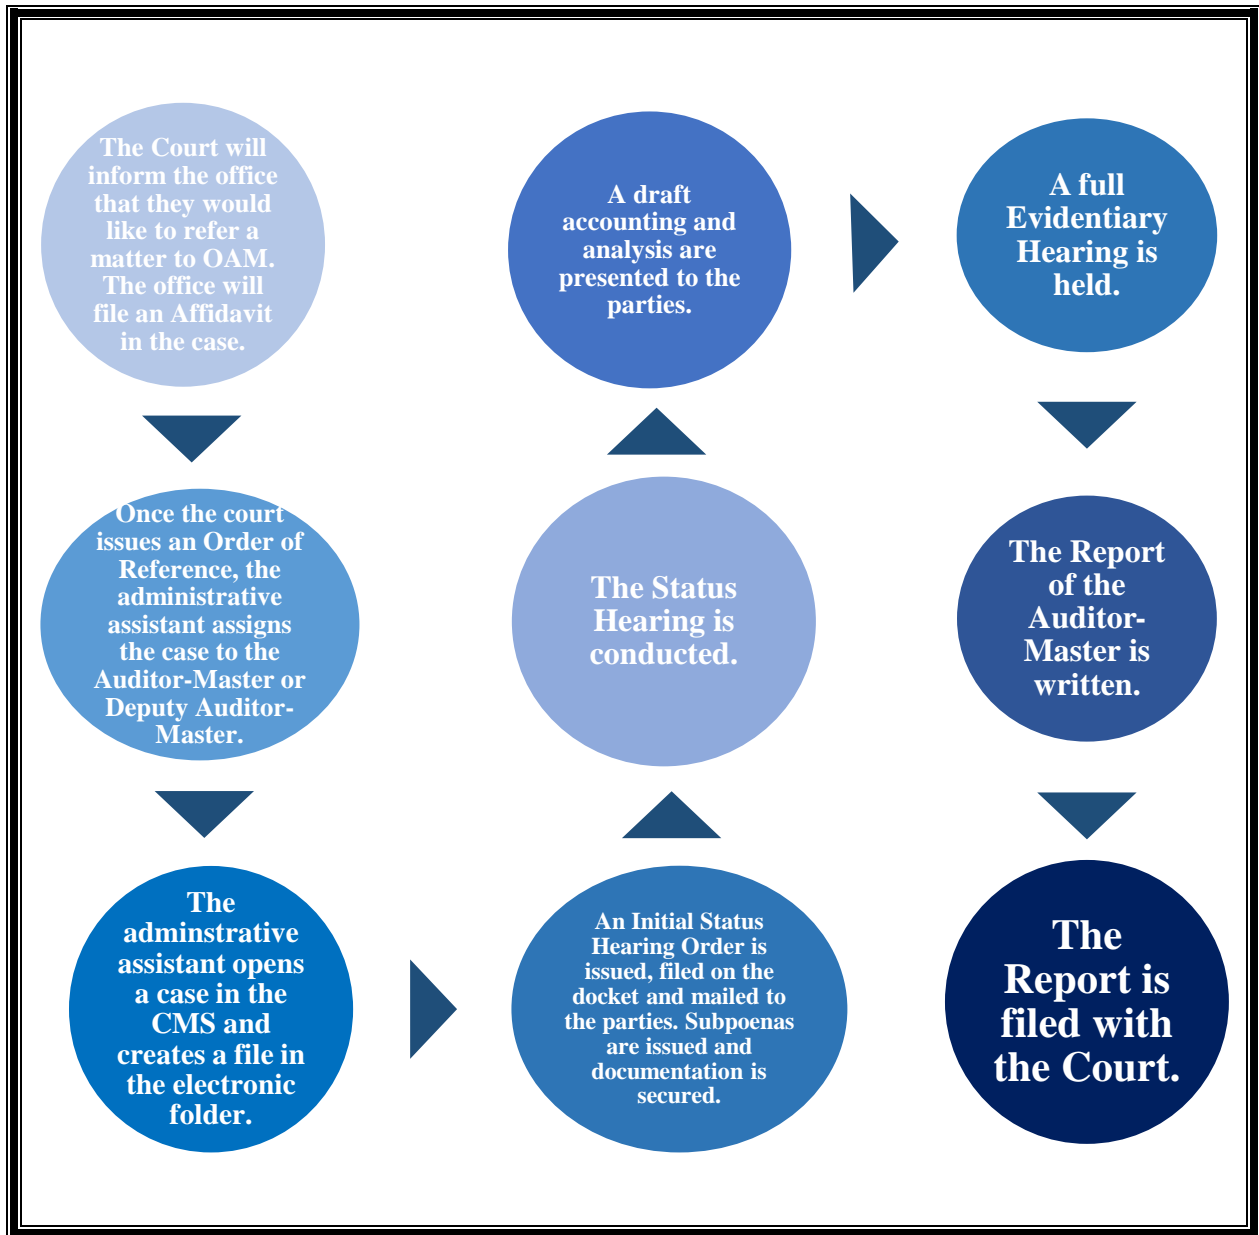 The Court will
inform the office
that they would
like to refer a
matter to OAM.
The office will
file an Affidavit
in the case.
Once the court
issues an Order of
Reference, the
administrative
assistant assigns
the case to the
Auditor-Master or
Deputy Auditor-
Master.
The
adminstrative
assistant opens
a case in the
CMS and
creates a file in
the electronic
folder.
An Initial Status
Hearing Order is
issued, filed on the
docket and mailed to
the parties. Subpoenas
are issued and
documentation is
secured.
The Status
Hearing is
conducted.
A draft
accounting and
analysis are
presented to the
parties.
A full
Evidentiary
Hearing is
held.
The Report
of the
Auditor-
Master is
written.
The
Report is
filed with
the Court.